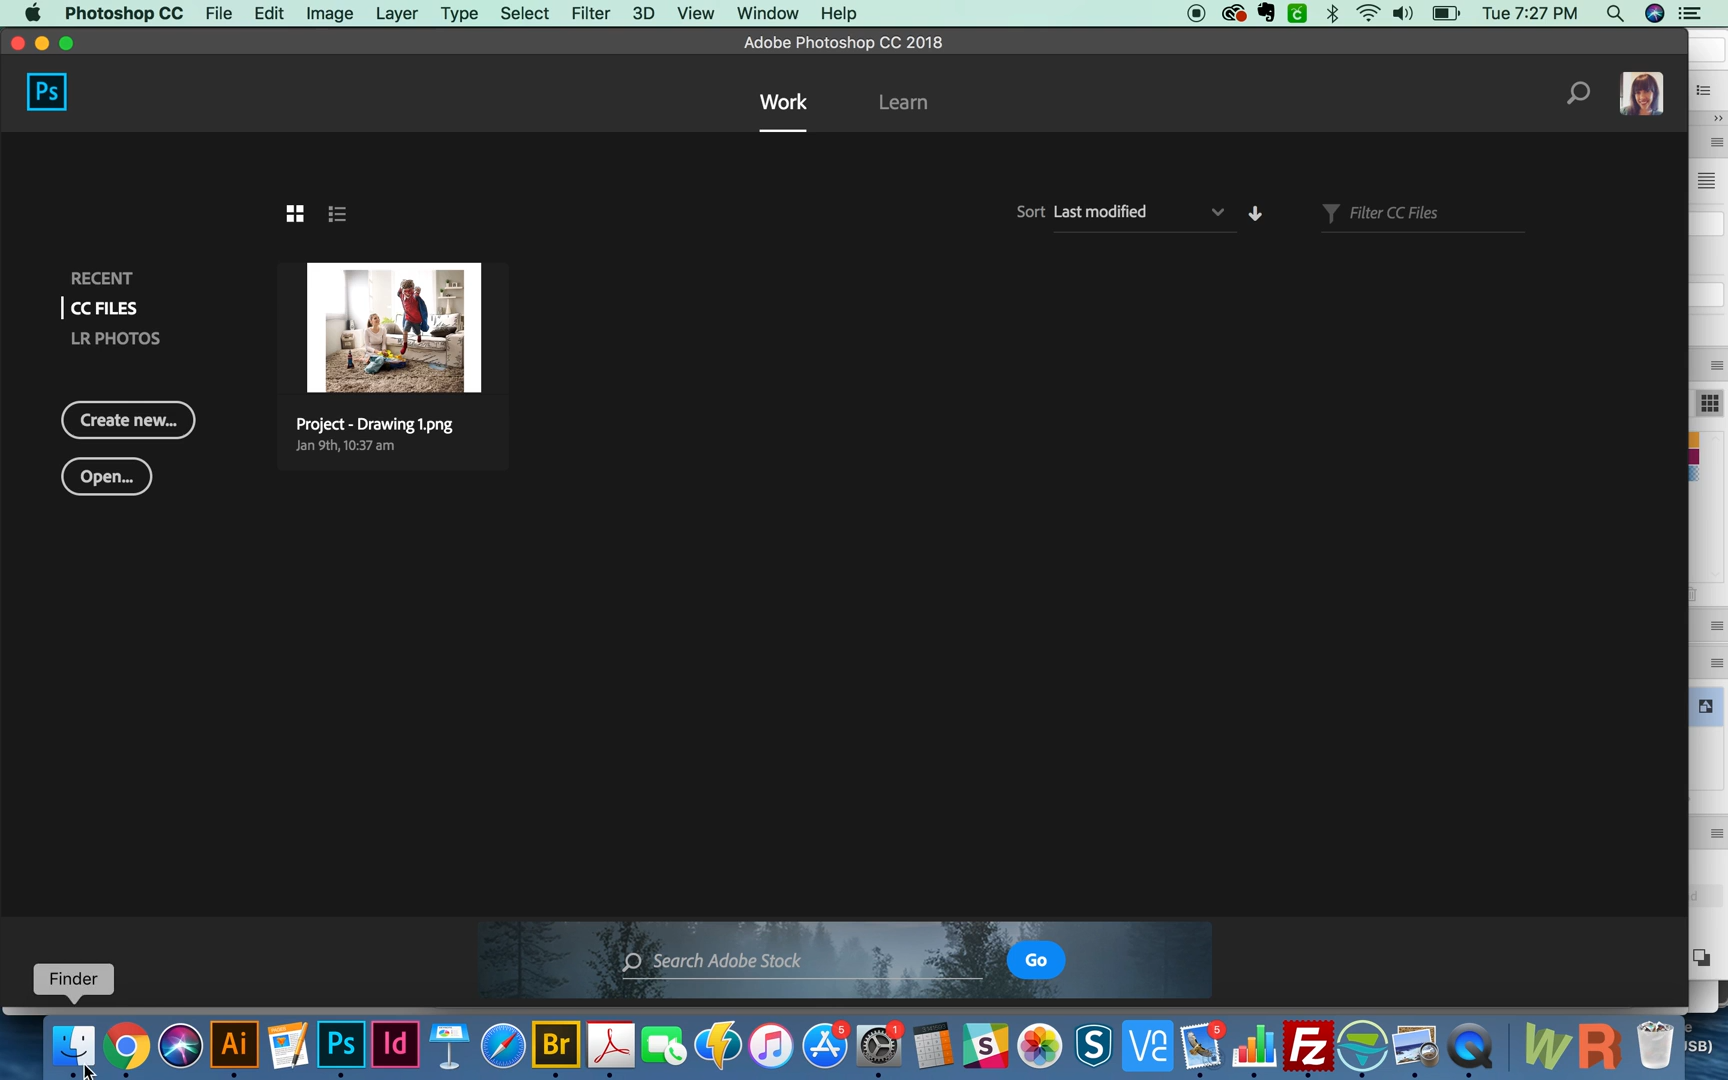 Photoshop CC File Edit Image Layer Type Select Filter 3D View Window Help Tue 7:27 PM
Adobe Photoshop CC 2018
Ps
Work Learn
Sort Last modified Filter CC Files
RECENT
CC FILES
LR PHOTOS
Create new...
Open...
Project - Drawing 1.png
Jan 9th, 10:37 am
Search Adobe Stock Go
Finder
Ai Ps Id Br 5 1 S S 5 Fz W R